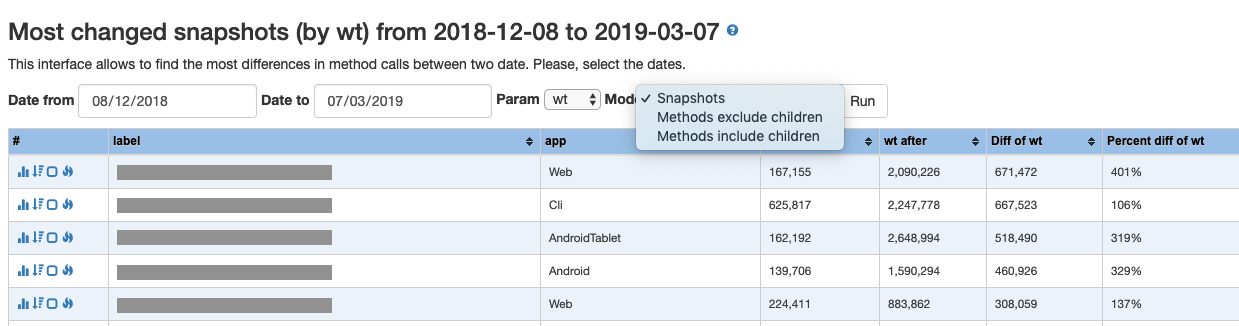 Most changed snapshots (by wt) from 2018-12-08 to 2019-03-07 ?
This interface allows to find the most differences in method calls between two date. Please, select the dates.
Date from 08/12/2018 Date to 07/03/2019 Param wt Mode ✓ Snapshots Run
Methods exclude children
Methods include children
# label app wt after Diff of wt Percent diff of wt
Web 167,155 2,090,226 671,472 401%
Cli 625,817 2,247,778 667,523 106%
AndroidTablet 162,192 2,648,994 518,490 319%
Android 139,706 1,590,294 460,926 329%
Web 224,411 883,862 308,059 137%